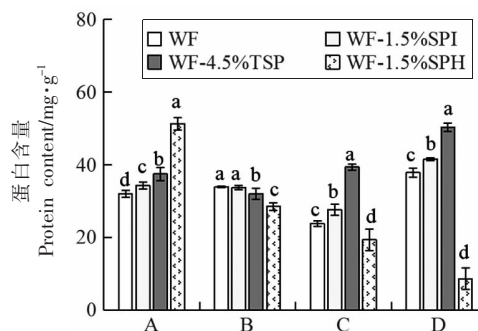 80
60
40
20
0
蛋白含量
Protein content/mg·g⁻¹
WF
WF-1.5%SPI
WF-4.5%TSP
WF-1.5%SPH
d c b a
a a b c
c b a d
c b a d
A B C D